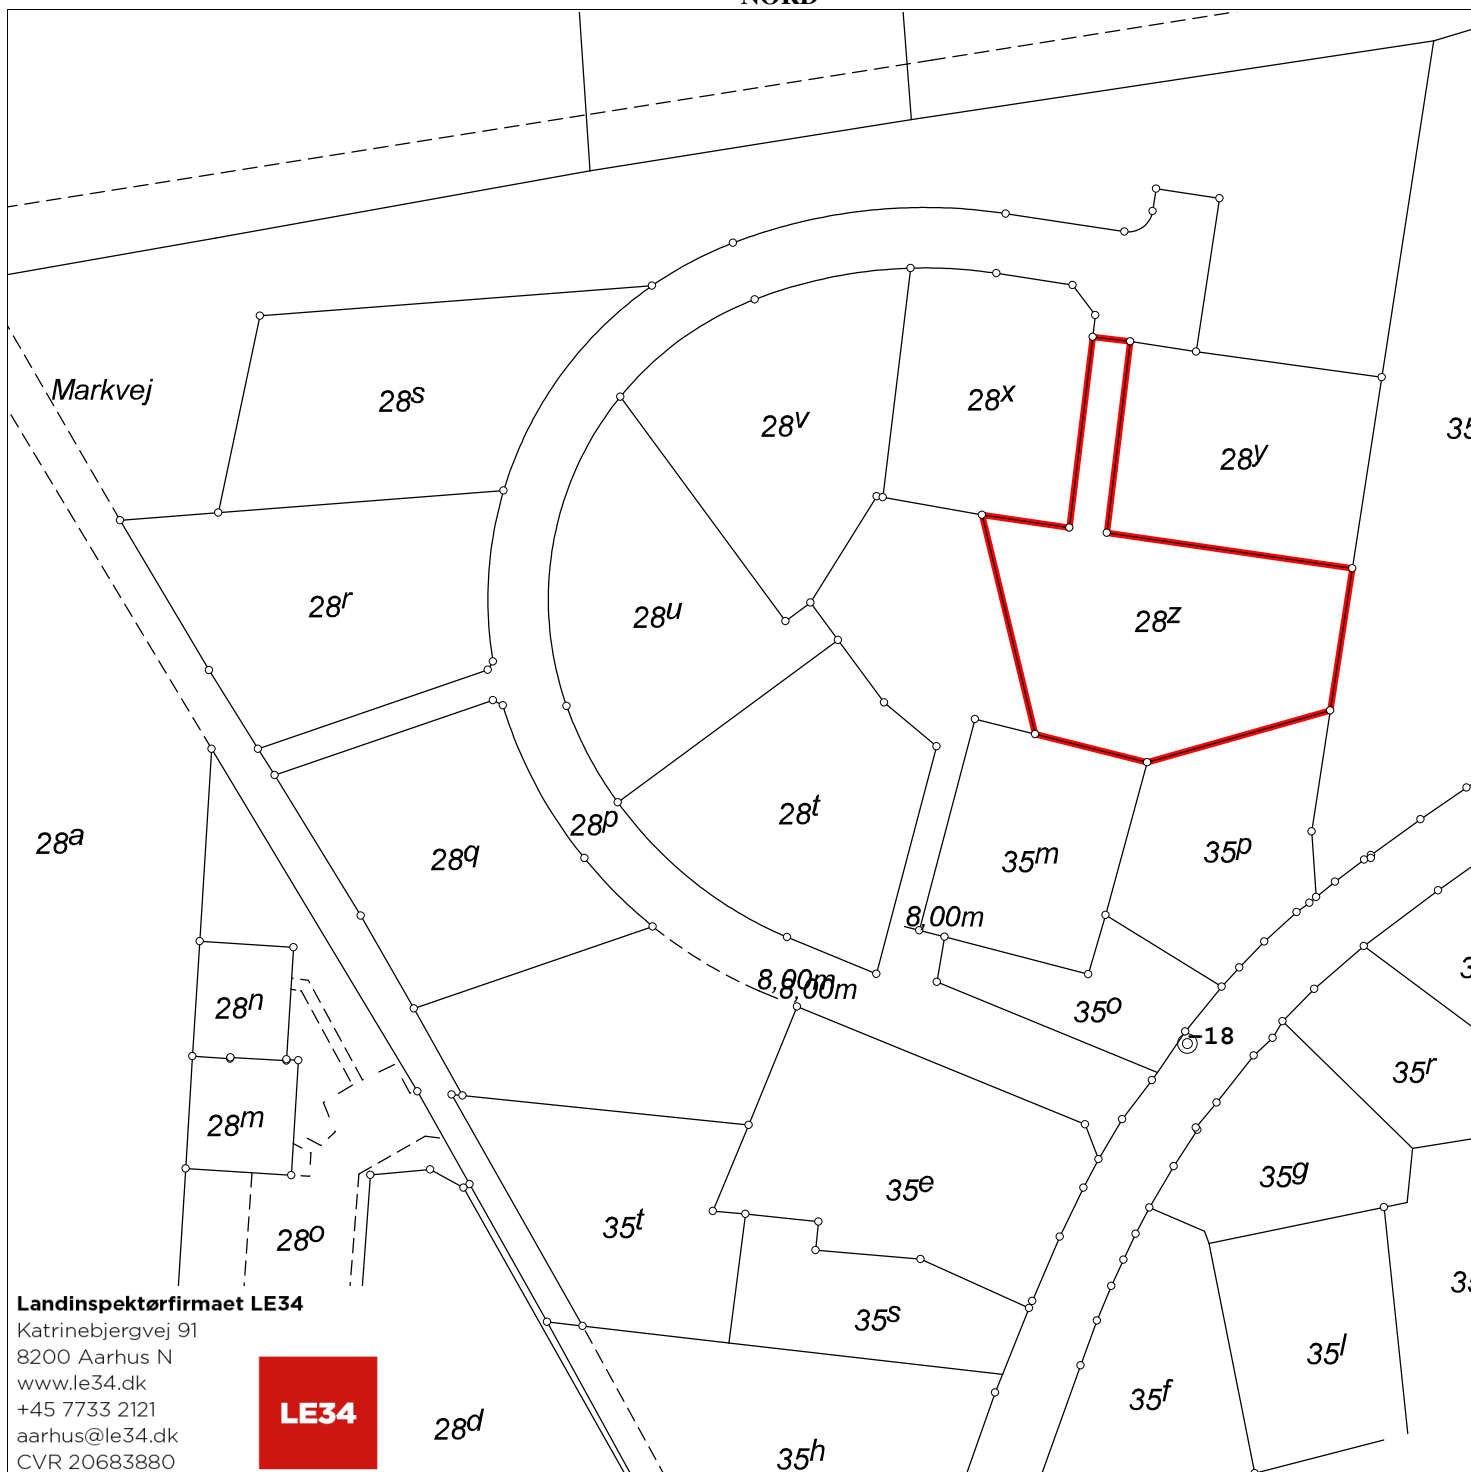 Markvej
28s
28v
28x
28y
28r
28u
28z
28a
28q
28p
28t
35m
35p
8,00m
8,00m
8,00m
28n
35o
-18
35r
28m
35e
35g
28o
35t
35s
35l
35f
28d
35h
Landinspektørfirmaet LE34
Katrinebjergvej 91
8200 Aarhus N
www.le34.dk
+45 7733 2121
aarhus@le34.dk
CVR 20683880
LE34